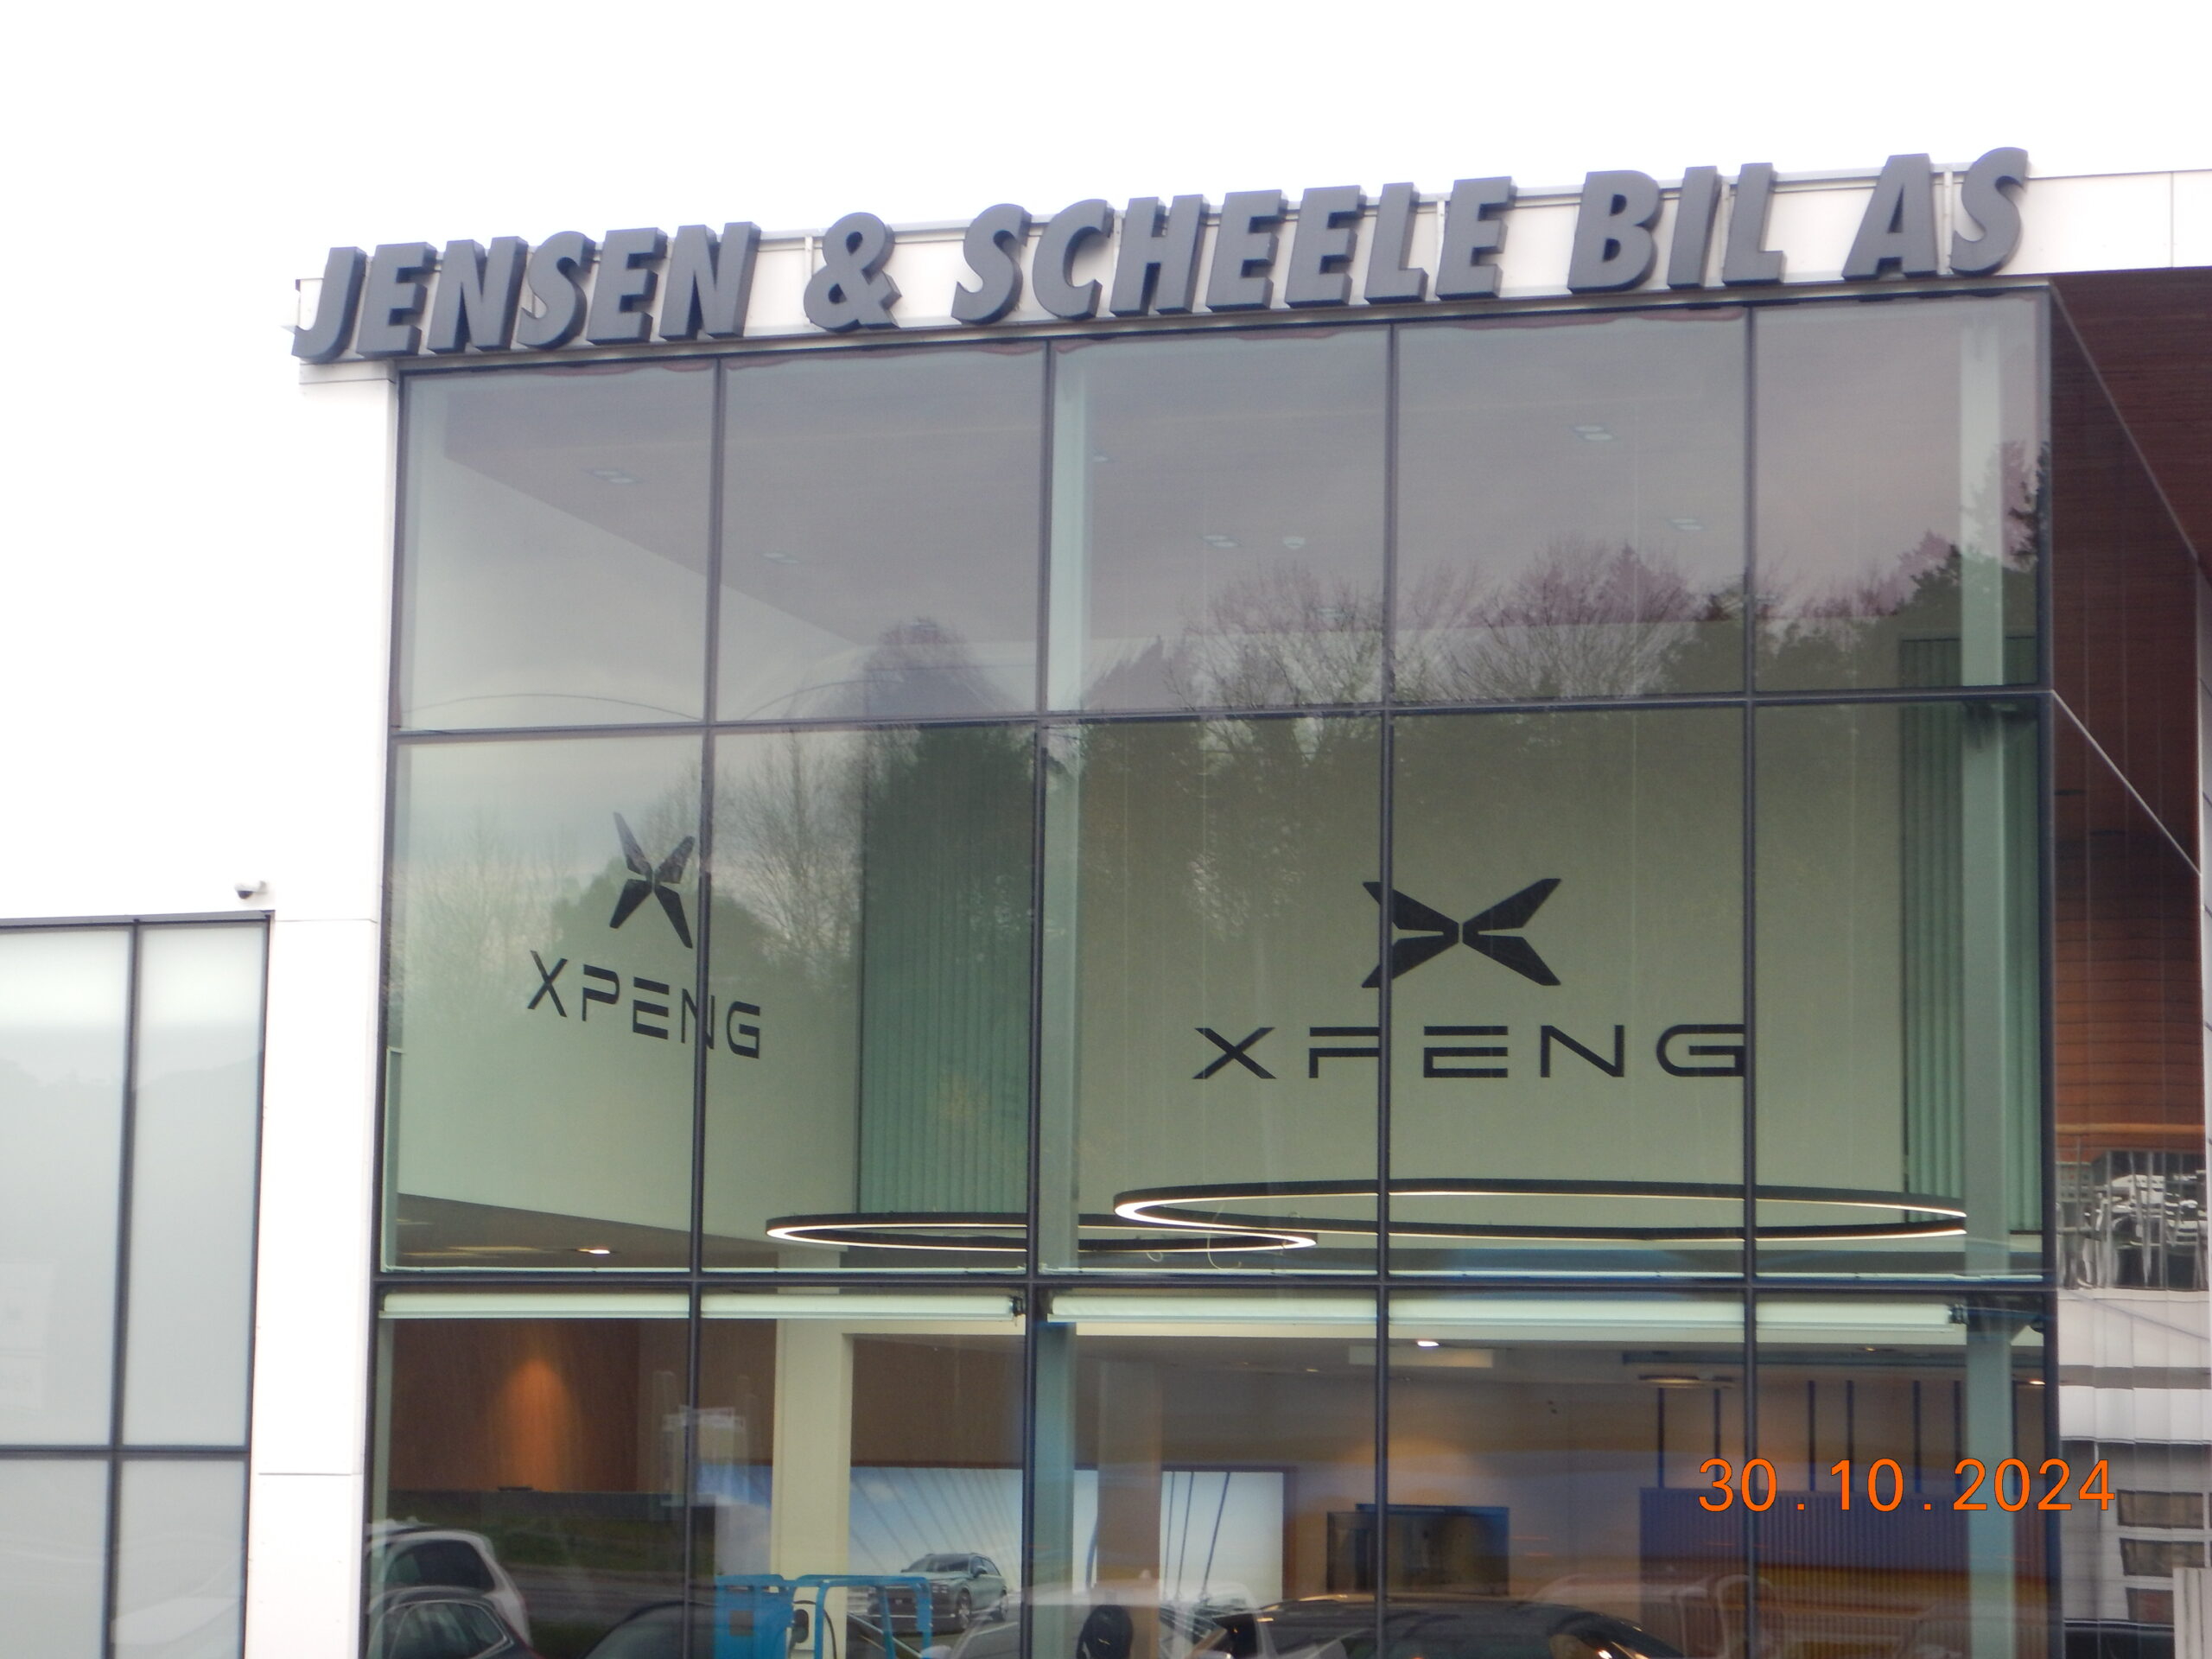 JENSEN & SCHEELE BIL AS
XPENG
XPENG
30.10.2024